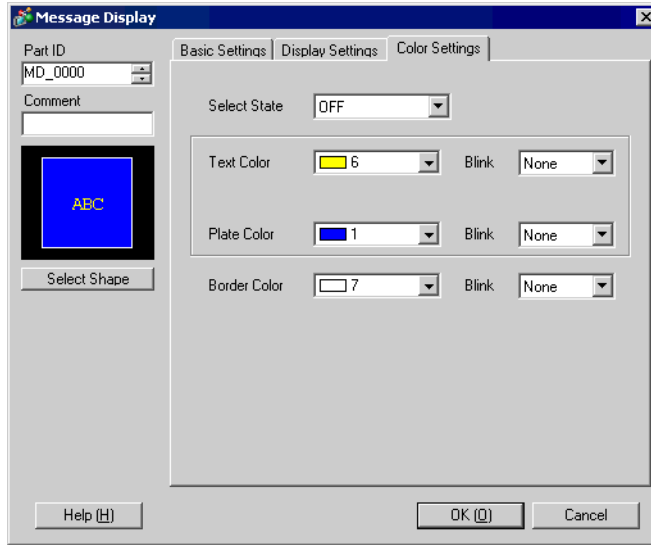 Message Display
Part ID
MD_0000
Comment
ABC
Select Shape
Basic Settings Display Settings Color Settings
Select State OFF
Text Color 6 Blink None
Plate Color 1 Blink None
Border Color 7 Blink None
Help (H) OK (O) Cancel